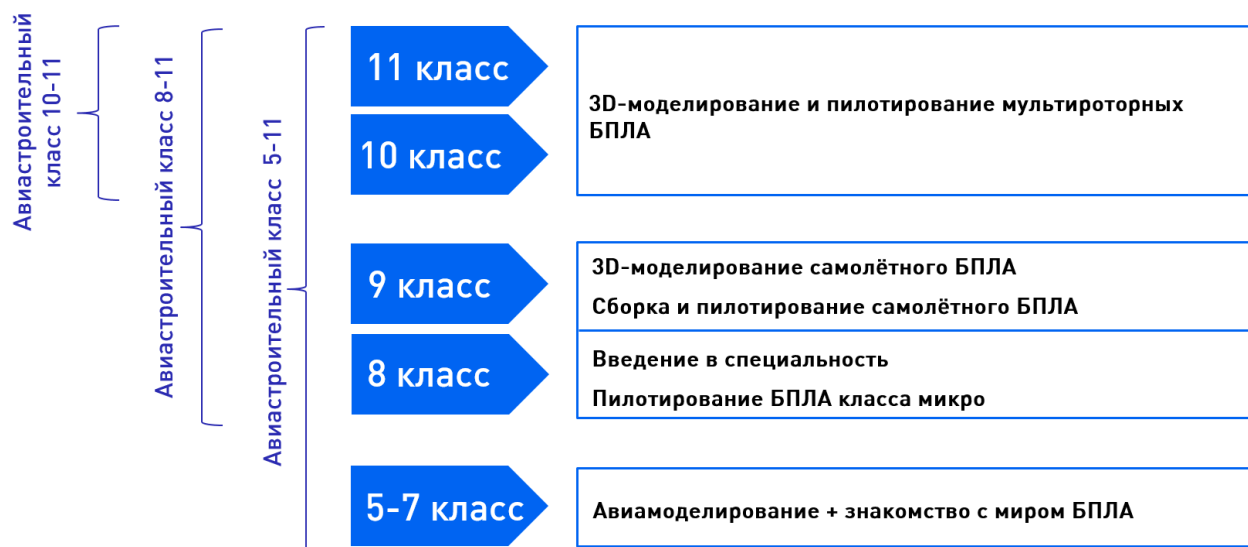 Авиастроительный
класс 10-11
Авиастроительный класс 8-11
Авиастроительный класс 5-11
11 класс
10 класс
3D-моделирование и пилотирование мультироторных
БПЛА
9 класс
3D-моделирование самолётного БПЛА
Сборка и пилотирование самолётного БПЛА
8 класс
Введение в специальность
Пилотирование БПЛА класса микро
5-7 класс
Авиамоделирование + знакомство с миром БПЛА